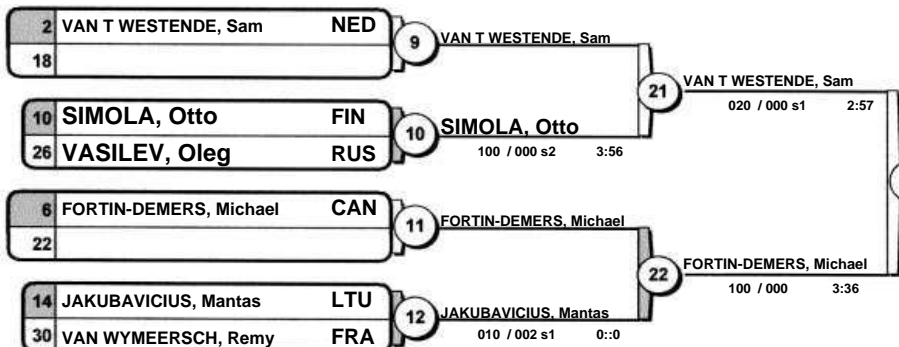 2 VAN T WESTENDE, Sam NED
18
9
VAN T WESTENDE, Sam
10 SIMOLA, Otto FIN
26 VASILEV, Oleg RUS
10
SIMOLA, Otto
100 / 000 s2 3:56
21
VAN T WESTENDE, Sam
020 / 000 s1 2:57
6 FORTIN-DEMERS, Michael CAN
22
11
FORTIN-DEMERS, Michael
14 JAKUBAVICIUS, Mantas LTU
30 VAN WYMEERSCH, Remy FRA
12
JAKUBAVICIUS, Mantas
010 / 002 s1 0::0
22
FORTIN-DEMERS, Michael
100 / 000 3:36